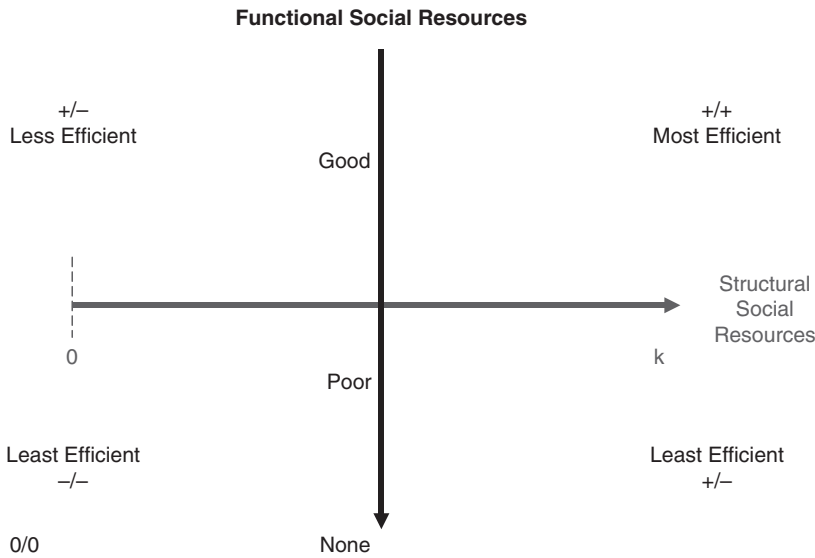 Functional Social Resources
+/–
Less Efficient
+/+
Most Efficient
Good
Structural
Social
Resources
0
k
Poor
Least Efficient
–/–
Least Efficient
+/–
0/0
None